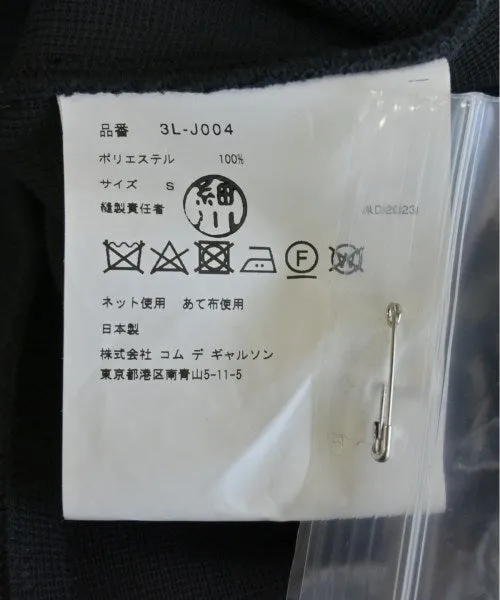 品番 3L-J004
ポリエステル 100%
サイズ S
縫製責任者 細川
F
ネット使用 あて布使用
日本製
株式会社 コム デ ギャルソン
東京都港区南青山5-11-5